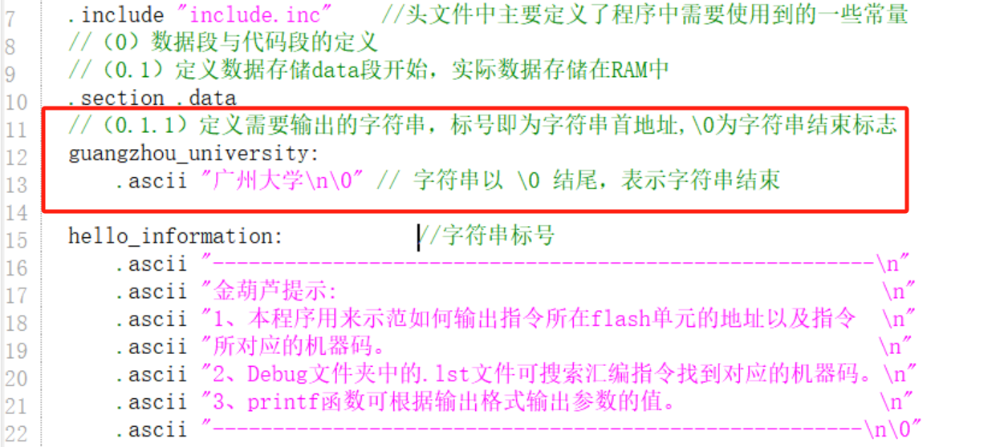 7 .include "include.inc" //头文件中主要定义了程序中需要使用到的一些常量
8 //（0）数据段与代码段的定义
9 //（0.1）定义数据存储data段开始，实际数据存储在RAM中
10 .section .data
11 //（0.1.1）定义需要输出的字符串，标号即为字符串首地址,\0为字符串结束标志
12 guangzhou_university:
13 .ascii "广州大学\n\0" // 字符串以 \0 结尾，表示字符串结束
14
15 hello_information: //字符串标号
16 .ascii "-------------------------------------------------------\n"
17 .ascii "金葫芦提示: \n"
18 .ascii "1、本程序用来示范如何输出指令所在flash单元的地址以及指令 \n"
19 .ascii "所对应的机器码。 \n"
20 .ascii "2、Debug文件夹中的.lst文件可搜索汇编指令找到对应的机器码。\n"
21 .ascii "3、printf函数可根据输出格式输出参数的值。 \n"
22 .ascii "------------------------------------------------------\n\0"